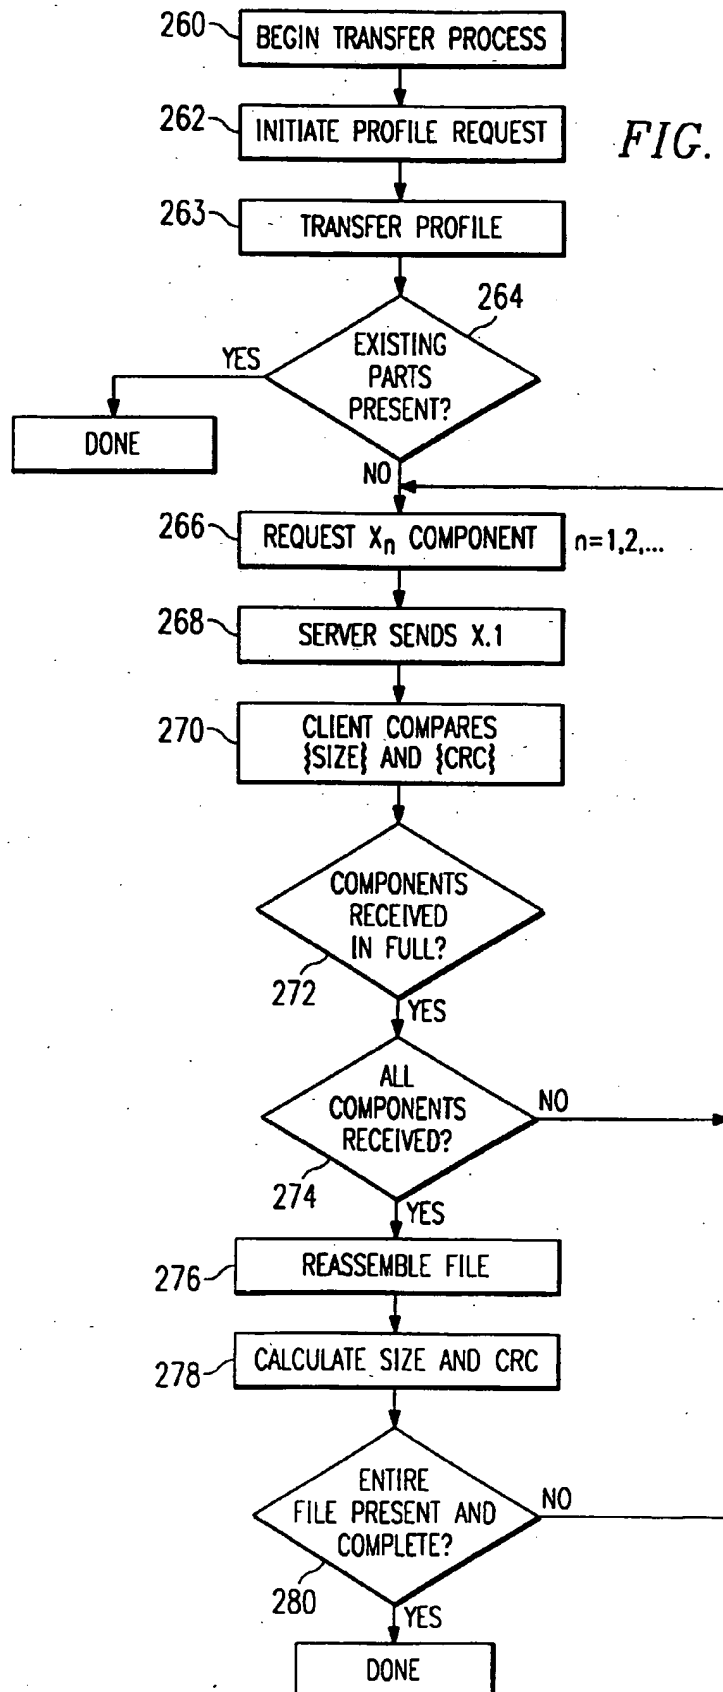 260
BEGIN TRANSFER PROCESS
262
INITIATE PROFILE REQUEST
FIG.
263
TRANSFER PROFILE
264
EXISTING
PARTS
PRESENT?
YES
DONE
NO
266
REQUEST Xn COMPONENT
n=1,2,...
268
SERVER SENDS X.1
270
CLIENT COMPARES
{SIZE} AND {CRC}
COMPONENTS
RECEIVED
IN FULL?
272
YES
ALL
COMPONENTS
RECEIVED?
NO
274
YES
276
REASSEMBLE FILE
278
CALCULATE SIZE AND CRC
ENTIRE
FILE PRESENT AND
COMPLETE?
NO
280
YES
DONE